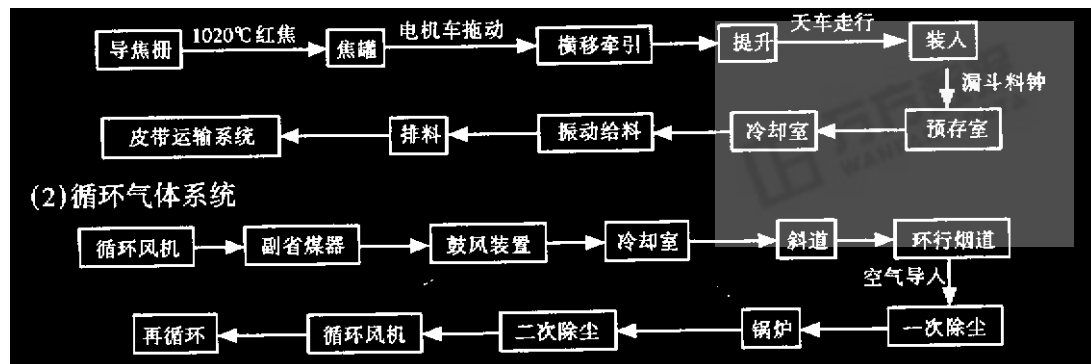 导焦栅 1020℃红焦 焦罐 电机车拖动 横移牵引 提升 天车走行 装人
漏斗料钟
皮带运输系统 排料 振动给料 冷却室 预存室
(2)循环气体系统
循环风机 副省煤器 鼓风装置 冷却室 斜道 环行烟道
空气导人
再循环 循环风机 二次除尘 锅炉 一次除尘